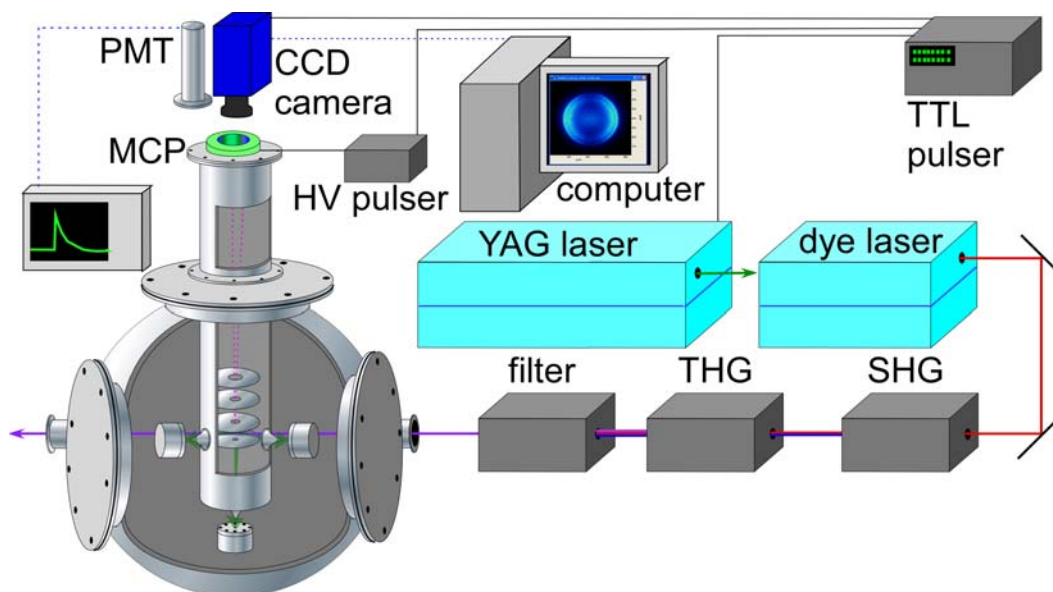 PMT
CCD
camera
MCP
HV pulser
computer
TTL
pulser
YAG laser
dye laser
filter
THG
SHG